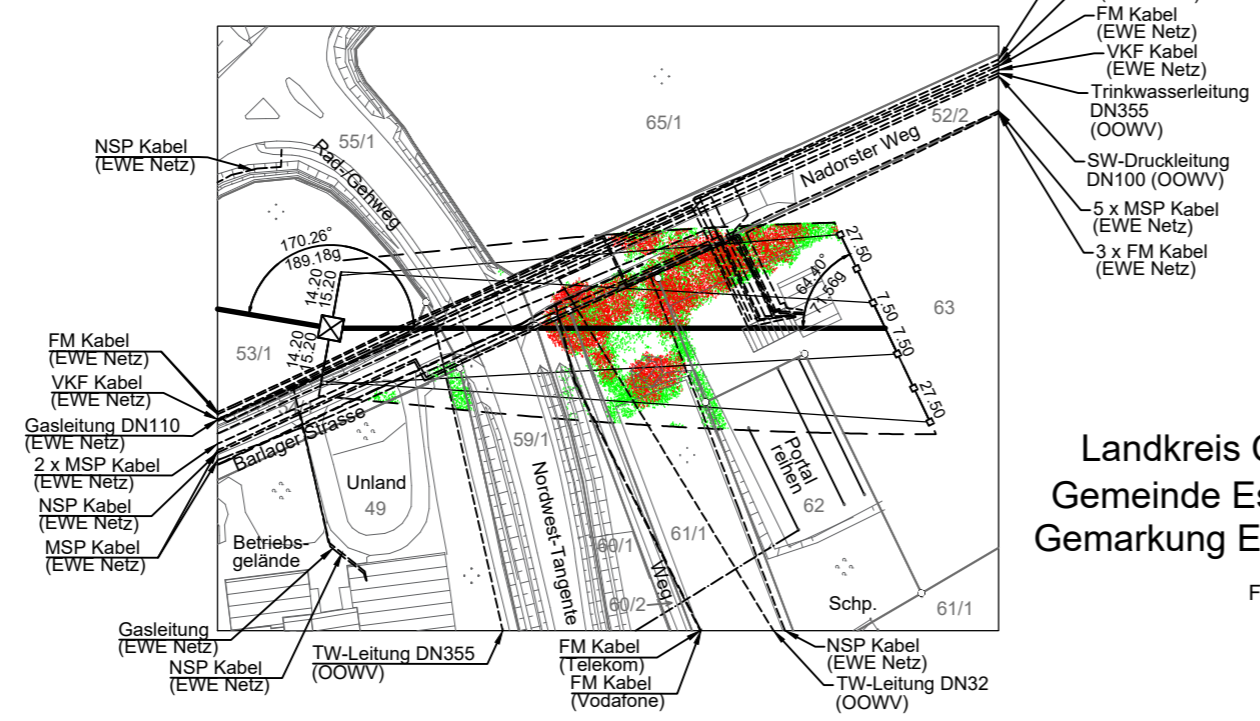 FM Kabel
(EWE Netz)
VKF Kabel
(EWE Netz)
Trinkwasserleitung
DN355
(OOWV)
SW-Druckleitung
DN100 (OOWV)
5 x MSP Kabel
(EWE Netz)
3 x FM Kabel
(EWE Netz)
NSP Kabel
(EWE Netz)
55/1
65/1
52/2
Rad-/Gehweg
Nadorster Weg
170.26°
189.18g
14.20
15.20
14.20
15.20
64.40°
71.56g
27.50
7.50
7.50
27.50
63
53/1
FM Kabel
(EWE Netz)
VKF Kabel
(EWE Netz)
Gasleitung DN110
(EWE Netz)
2 x MSP Kabel
(EWE Netz)
NSP Kabel
(EWE Netz)
MSP Kabel
(EWE Netz)
Barlager Strasse
Unland
49
59/1
Nordwest-Tangente
Portal
reihen
62
60/1
61/1
Weg
60/2
Betriebs-
gelände
Schp.
61/1
Gasleitung
(EWE Netz)
NSP Kabel
(EWE Netz)
TW-Leitung DN355
(OOWV)
FM Kabel
(Telekom)
FM Kabel
(Vodafone)
NSP Kabel
(EWE Netz)
TW-Leitung DN32
(OOWV)
Landkreis
Gemeinde Es
Gemarkung E
F